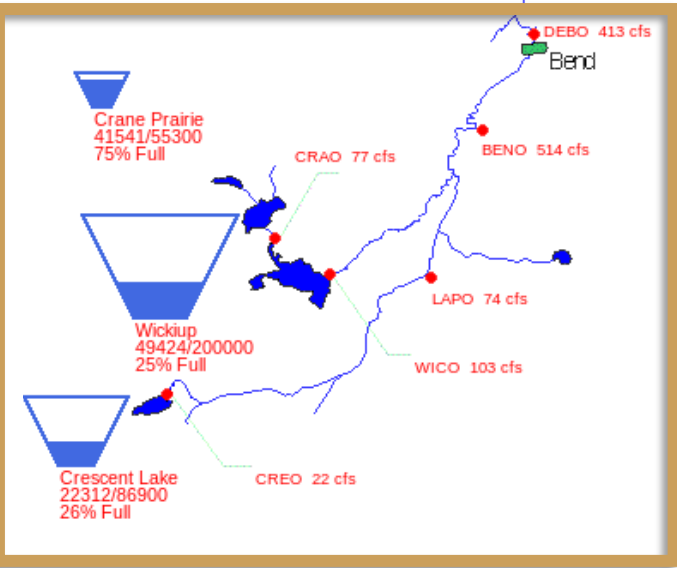 DEBO 413 cfs
Bend
Crane Prairie
41541/55300
75% Full
CRAO 77 cfs
BENO 514 cfs
Wickiup
49424/200000
25% Full
LAPO 74 cfs
WICO 103 cfs
Crescent Lake
22312/86900
26% Full
CREO 22 cfs